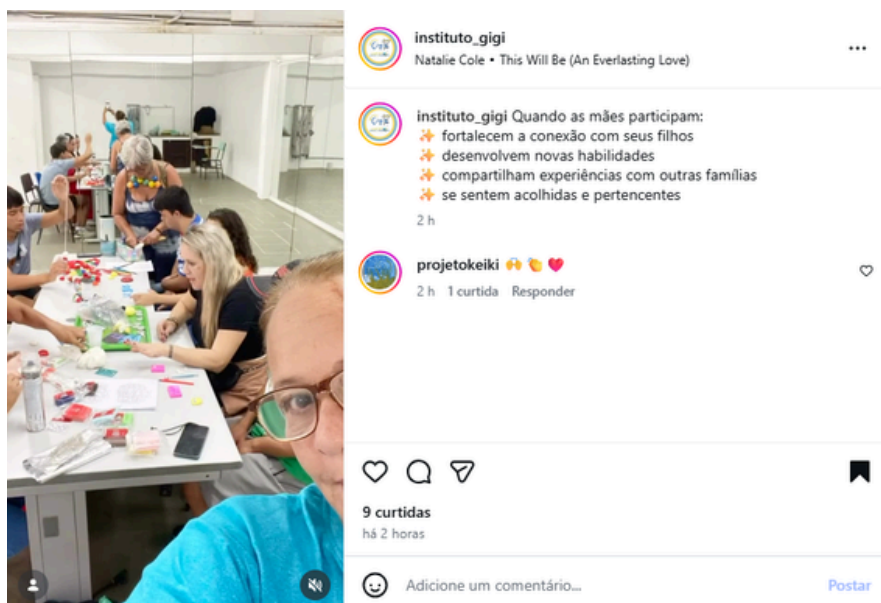 instituto_gigi
Natalie Cole • This Will Be (An Everlasting Love)
instituto_gigi Quando as mães participam:
✨ fortalecem a conexão com seus filhos
✨ desenvolvem novas habilidades
✨ compartilham experiências com outras famílias
✨ se sentem acolhidas e pertencentes
2 h
projetokeiki 🙌 👏 ❤️
2 h 1 curtida Responder
9 curtidas
há 2 horas
Adicione um comentário... Postar